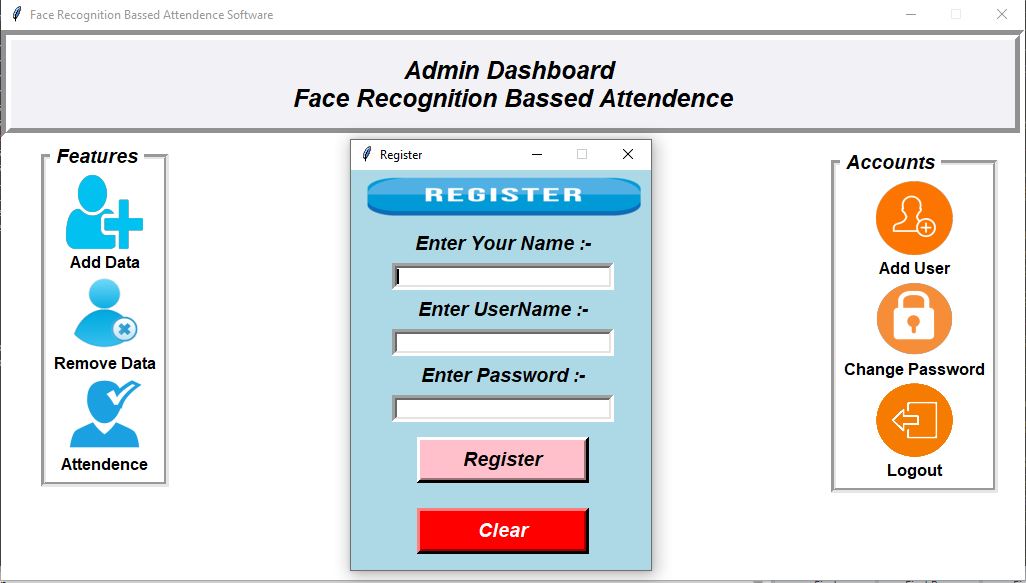 Face Recognition Bassed Attendence Software
Admin Dashboard
Face Recognition Bassed Attendence
Features
Add Data
Remove Data
Attendence
Register
REGISTER
Enter Your Name :-
Enter UserName :-
Enter Password :-
Register
Clear
Accounts
Add User
Change Password
Logout